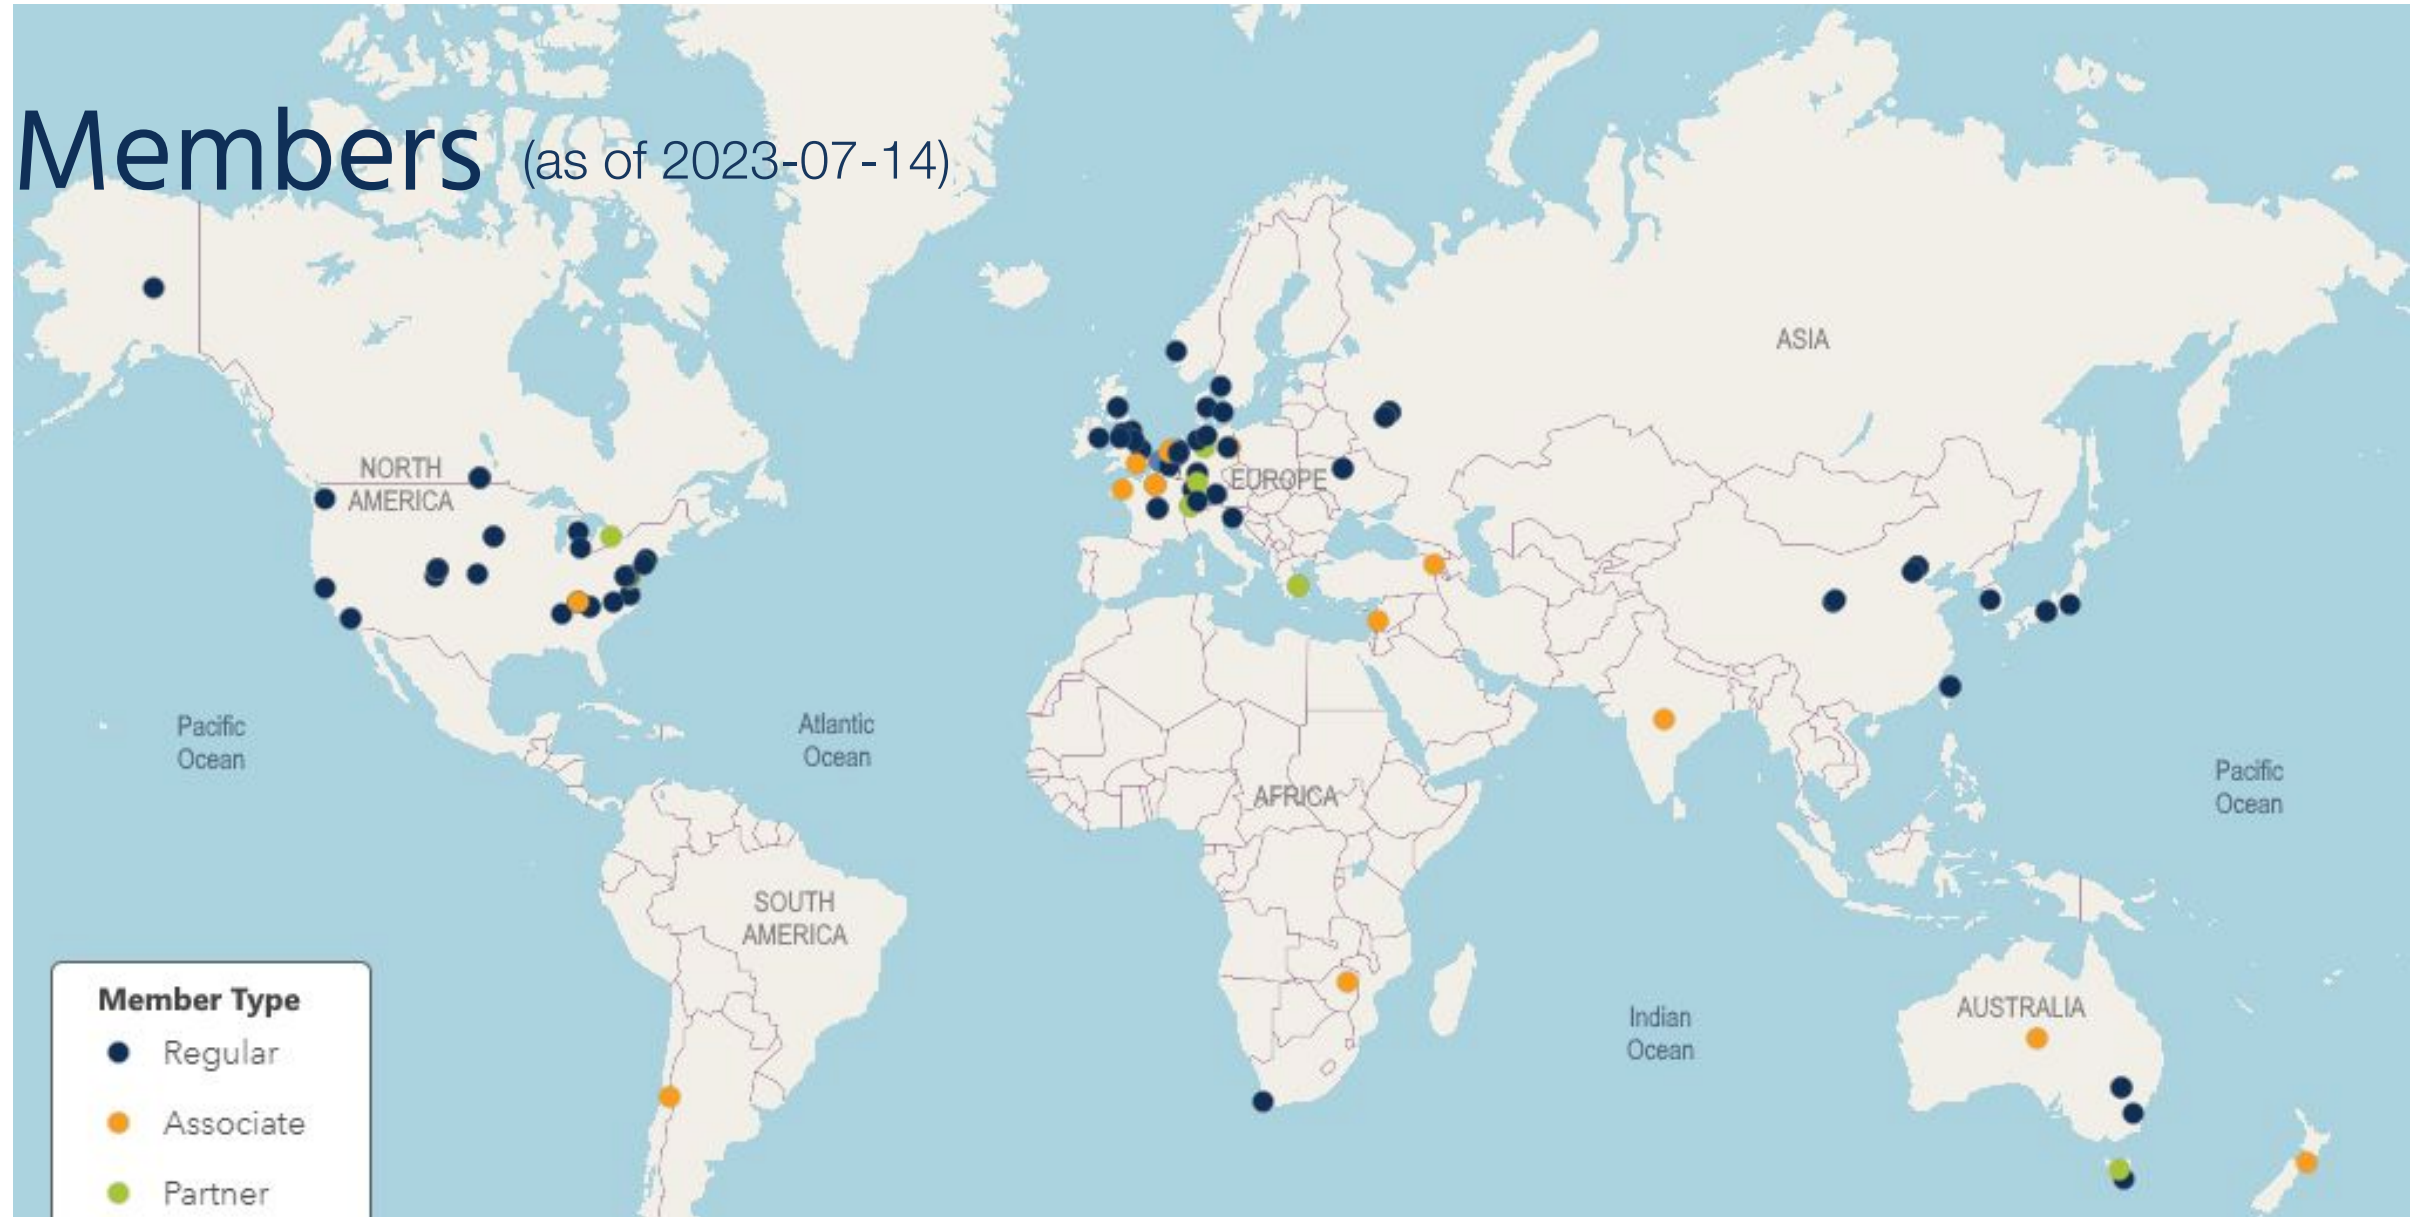 Members (as of 2023-07-14)
ASIA
NORTH
AMERICA
EUROPE
Pacific
Ocean
Atlantic
Ocean
Pacific
Ocean
AFRICA
SOUTH
AMERICA
AUSTRALIA
Indian
Ocean
Member Type
Regular
Associate
Partner